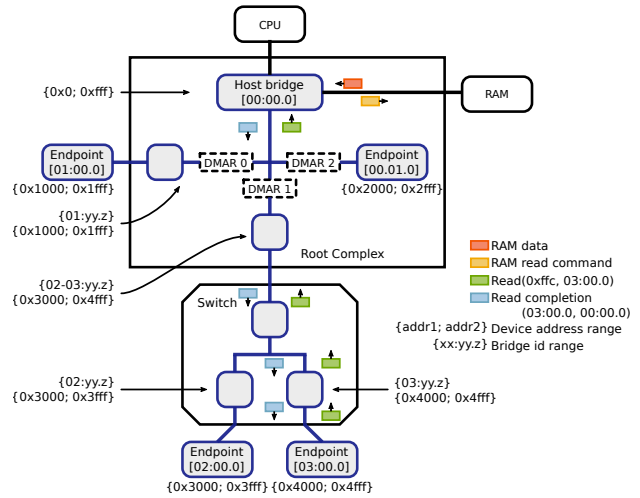 CPU
Host bridge
[00:00.0]
{0x0; 0xfff}
RAM
Endpoint
[01:00.0]
DMAR 0
DMAR 2
Endpoint
[00.01.0]
{0x1000; 0x1fff}
DMAR 1
{0x2000; 0x2fff}
{01:yy.z}
{0x1000; 0x1fff}
Root Complex
{02-03:yy.z}
{0x3000; 0x4fff}
RAM data
RAM read command
Read(0xffc, 03:00.0)
Read completion
(03:00.0, 00:00.0)
{addr1; addr2} Device address range
{xx:yy.z} Bridge id range
Switch
{02:yy.z}
{0x3000; 0x3fff}
{03:yy.z}
{0x4000; 0x4fff}
Endpoint
[02:00.0]
Endpoint
[03:00.0]
{0x3000; 0x3fff}
{0x4000; 0x4fff}